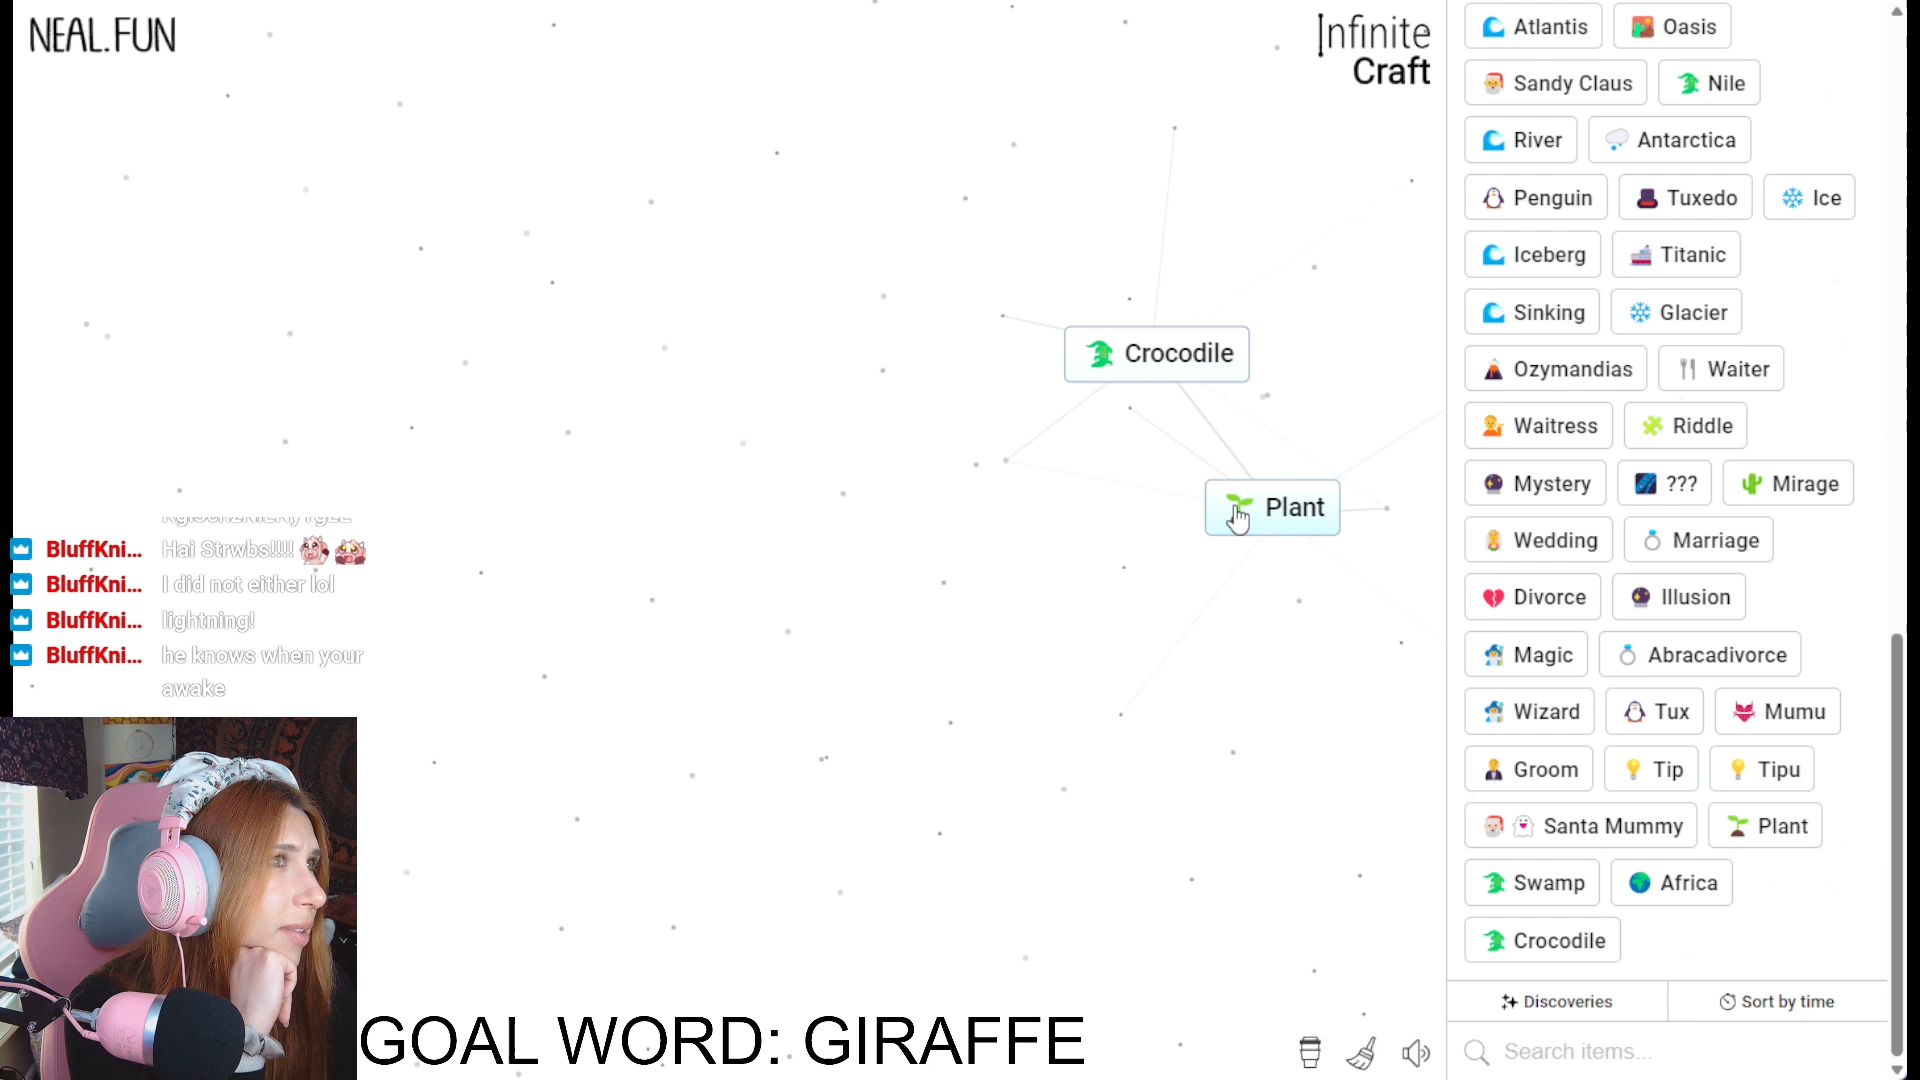 NEAL.FUN
Infinite
Craft
Crocodile
Plant
BluffKni... Hai Strwbs!!!!
BluffKni... I did not either lol
BluffKni... lightning!
BluffKni... he knows when your
awake
GOAL WORD: GIRAFFE
Atlantis Oasis
Sandy Claus Nile
River Antarctica
Penguin Tuxedo Ice
Iceberg Titanic
Sinking Glacier
Ozymandias Waiter
Waitress Riddle
Mystery ??? Mirage
Wedding Marriage
Divorce Illusion
Magic Abracadivorce
Wizard Tux Mumu
Groom Tip Tipu
Santa Mummy Plant
Swamp Africa
Crocodile
Discoveries Sort by time
Search items...